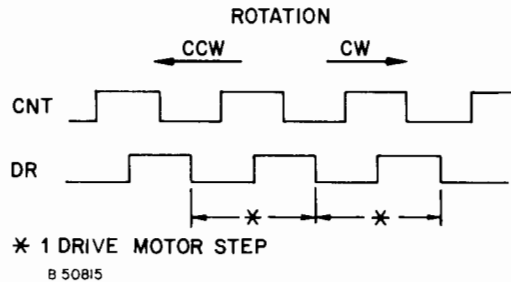 ROTATION
CCW CW
CNT
DR
* *
* 1 DRIVE MOTOR STEP
B 50815